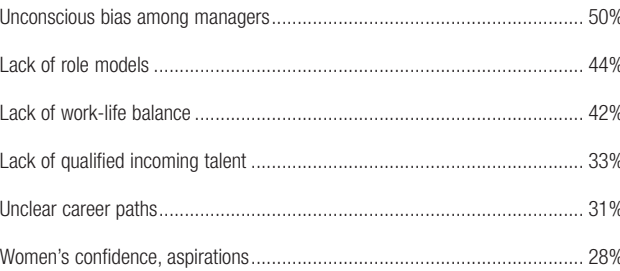 Unconscious bias among managers.......................................................................... 50%
Lack of role models .............................................................................................. 44%
Lack of work-life balance ...................................................................................... 42%
Lack of qualified incoming talent ............................................................................ 33%
Unclear career paths............................................................................................. 31%
Women’s confidence, aspirations............................................................................ 28%